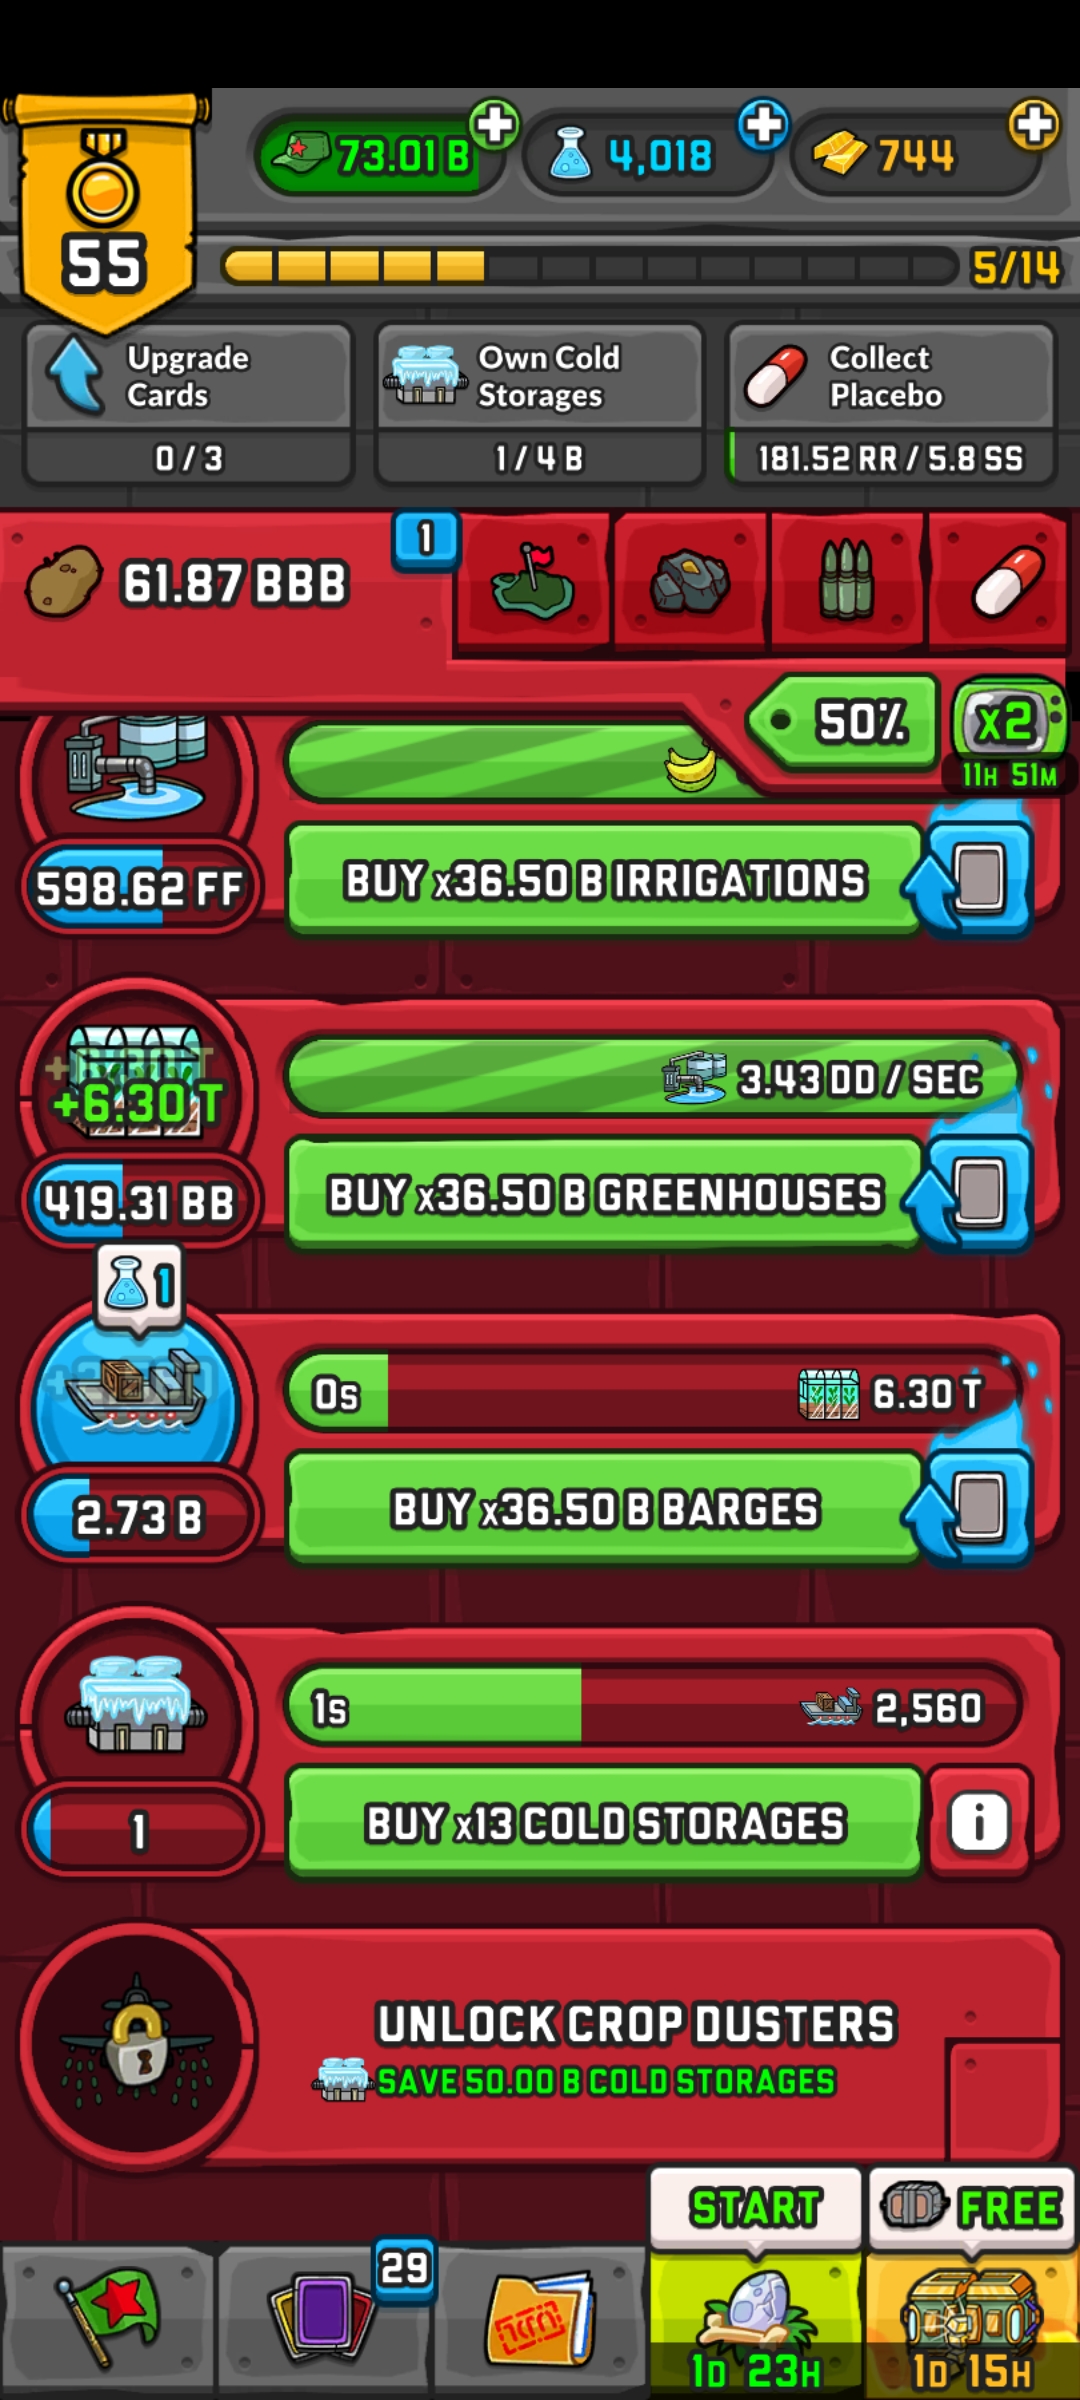 73.01 B
4,018
744
55
5/14
Upgrade
Cards
0 / 3
Own Cold
Storages
1 / 4 B
Collect
Placebo
181.52 RR / 5.8 SS
61.87 BBB
1
50%
x2
11H 51M
598.62 FF
BUY x36.50 B IRRIGATIONS
+6.30 T
3.43 DD / SEC
419.31 BB
BUY x36.50 B GREENHOUSES
1
0s
6.30 T
2.73 B
BUY x36.50 B BARGES
1s
2,560
1
BUY x13 COLD STORAGES
i
UNLOCK CROP DUSTERS
SAVE 50.00 B COLD STORAGES
START
FREE
29
1D 23H
1D 15H